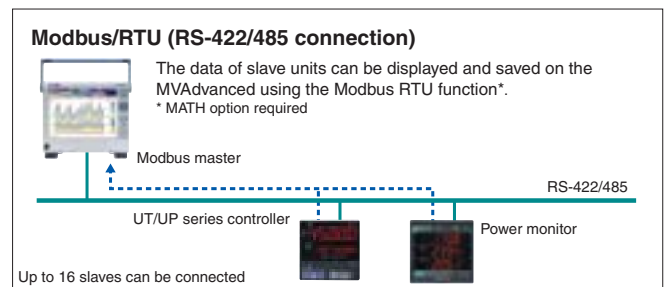 Modbus/RTU (RS-422/485 connection)
The data of slave units can be displayed and saved on the
MVAdvanced using the Modbus RTU function*.
* MATH option required
Modbus master
RS-422/485
UT/UP series controller
Power monitor
Up to 16 slaves can be connected